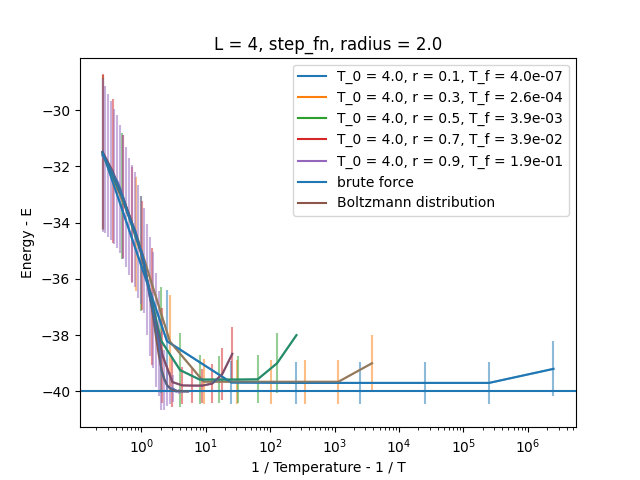 L = 4, step_fn, radius = 2.0
T_0 = 4.0, r = 0.1, T_f = 4.0e-07
T_0 = 4.0, r = 0.3, T_f = 2.6e-04
T_0 = 4.0, r = 0.5, T_f = 3.9e-03
T_0 = 4.0, r = 0.7, T_f = 3.9e-02
T_0 = 4.0, r = 0.9, T_f = 1.9e-01
brute force
Boltzmann distribution
Energy - E
−30
−32
−34
−36
−38
−40
10⁰ 10¹ 10² 10³ 10⁴ 10⁵ 10⁶
1 / Temperature - 1 / T